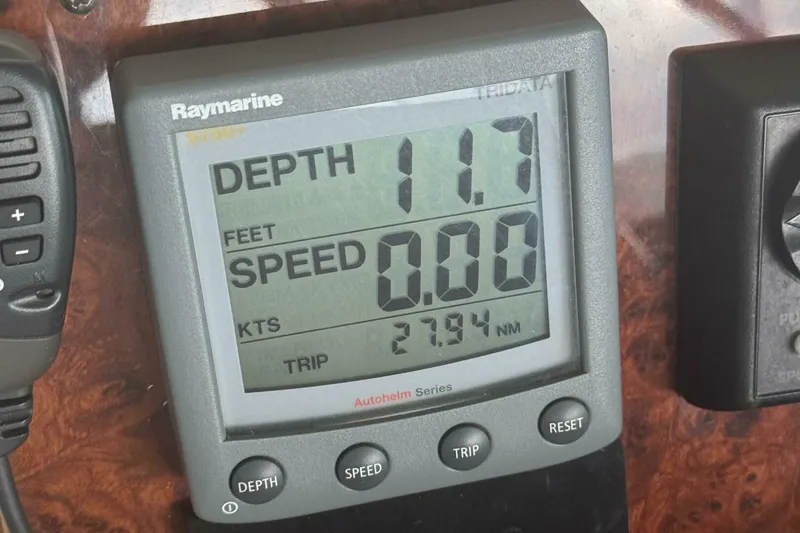 Raymarine
TRIDATA
ST60+
DEPTH 11.7
FEET
SPEED 0.00
KTS
TRIP 27.94 NM
Autohelm Series
DEPTH SPEED TRIP RESET
+
-